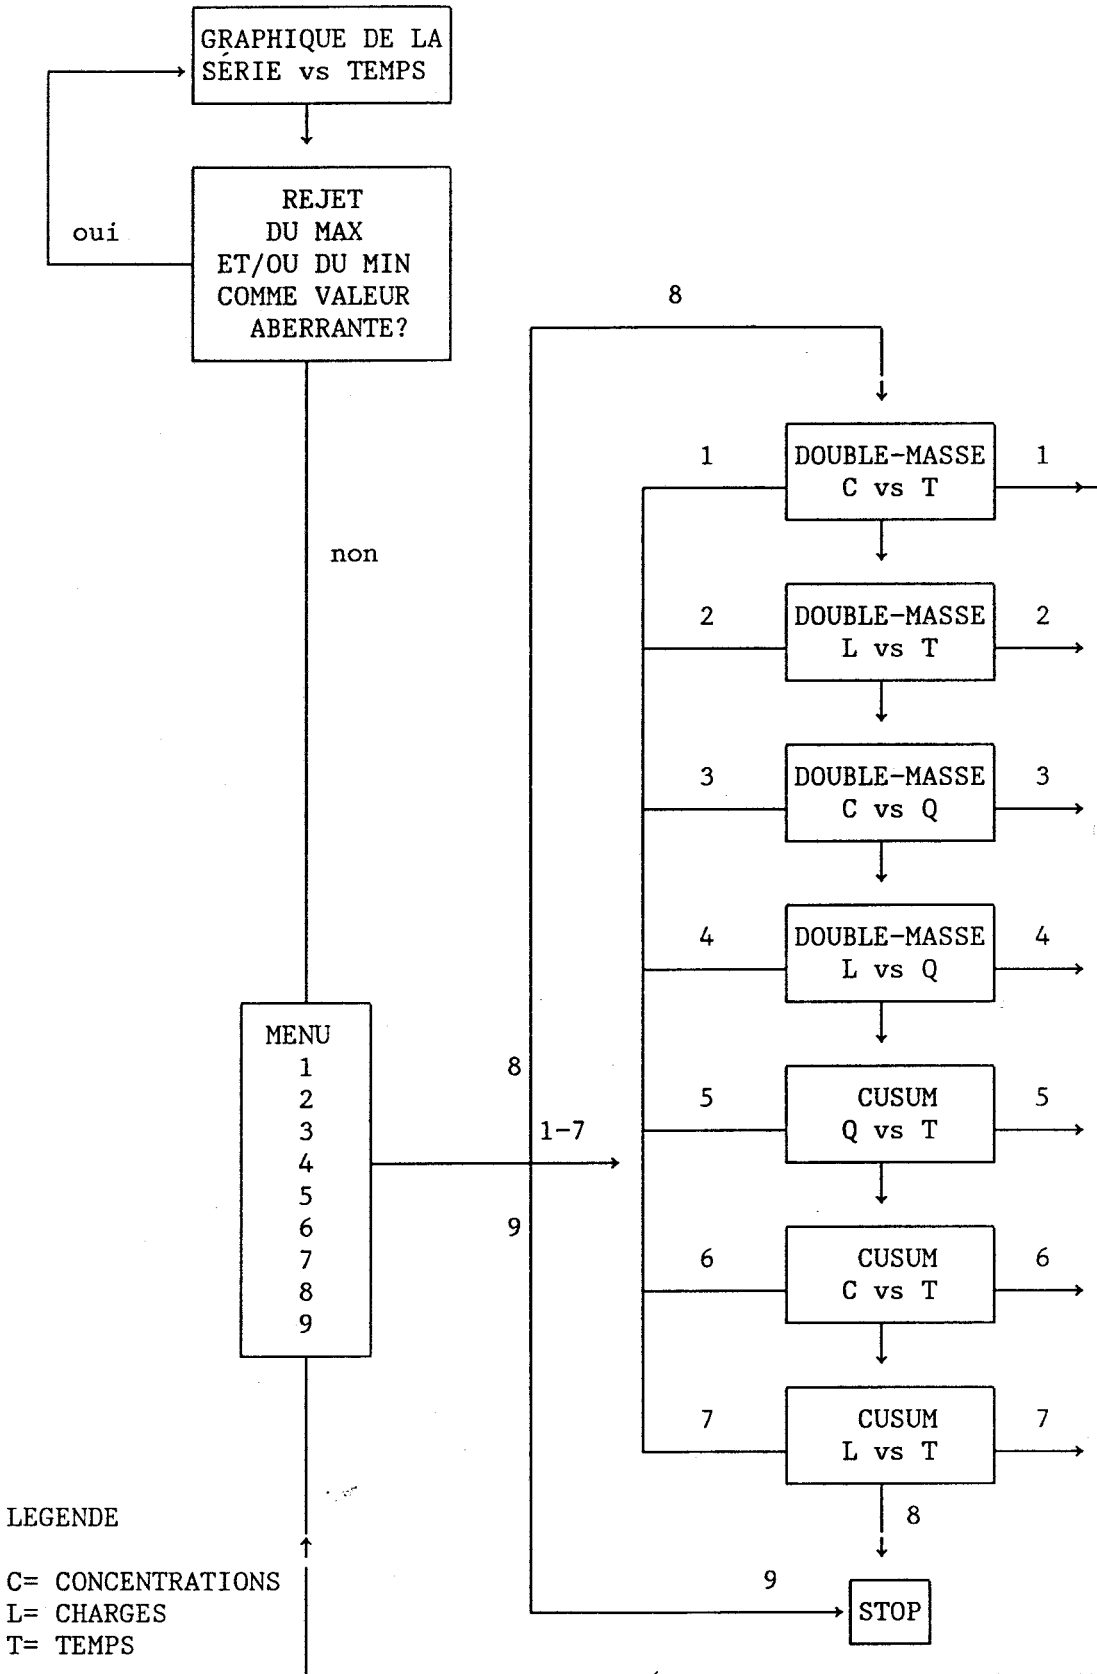 GRAPHIQUE DE LA
SÉRIE vs TEMPS
REJET
DU MAX
ET/OU DU MIN
COMME VALEUR
ABERRANTE?
oui
non
MENU
1
2
3
4
5
6
7
8
9
8
8
1-7
9
1
DOUBLE-MASSE
C vs T
1
2
DOUBLE-MASSE
L vs T
2
3
DOUBLE-MASSE
C vs Q
3
4
DOUBLE-MASSE
L vs Q
4
5
CUSUM
Q vs T
5
6
CUSUM
C vs T
6
7
CUSUM
L vs T
7
8
9
STOP
LEGENDE
C= CONCENTRATIONS
L= CHARGES
T= TEMPS